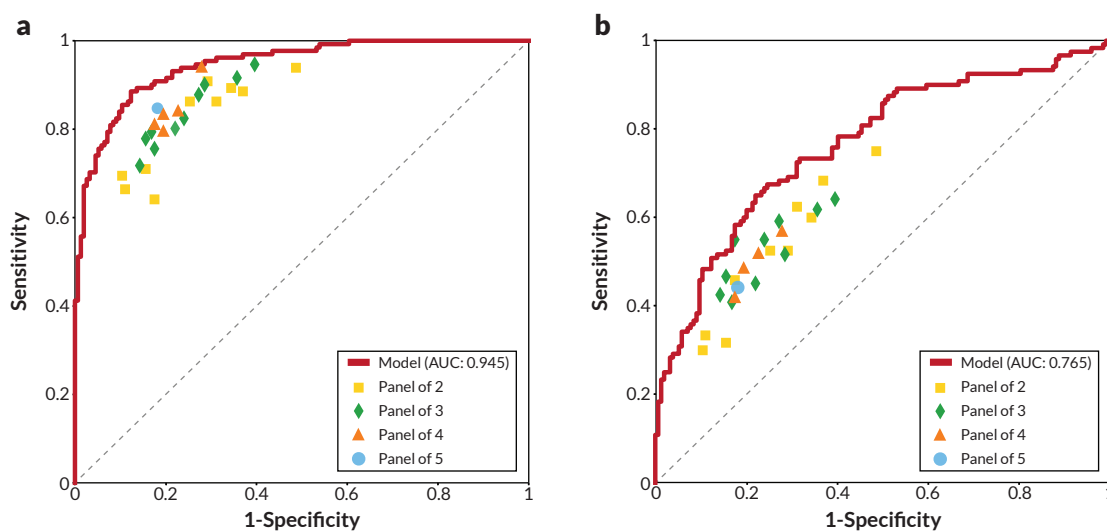 a
1
0.8
0.6
0.4
0.2
0
Sensitivity
0 0.2 0.4 0.6 0.8 1
1-Specificity
Model (AUC: 0.945)
Panel of 2
Panel of 3
Panel of 4
Panel of 5
b
1
0.8
0.6
0.4
0.2
0
Sensitivity
0 0.2 0.4 0.6 0.8 1
1-Specificity
Model (AUC: 0.765)
Panel of 2
Panel of 3
Panel of 4
Panel of 5